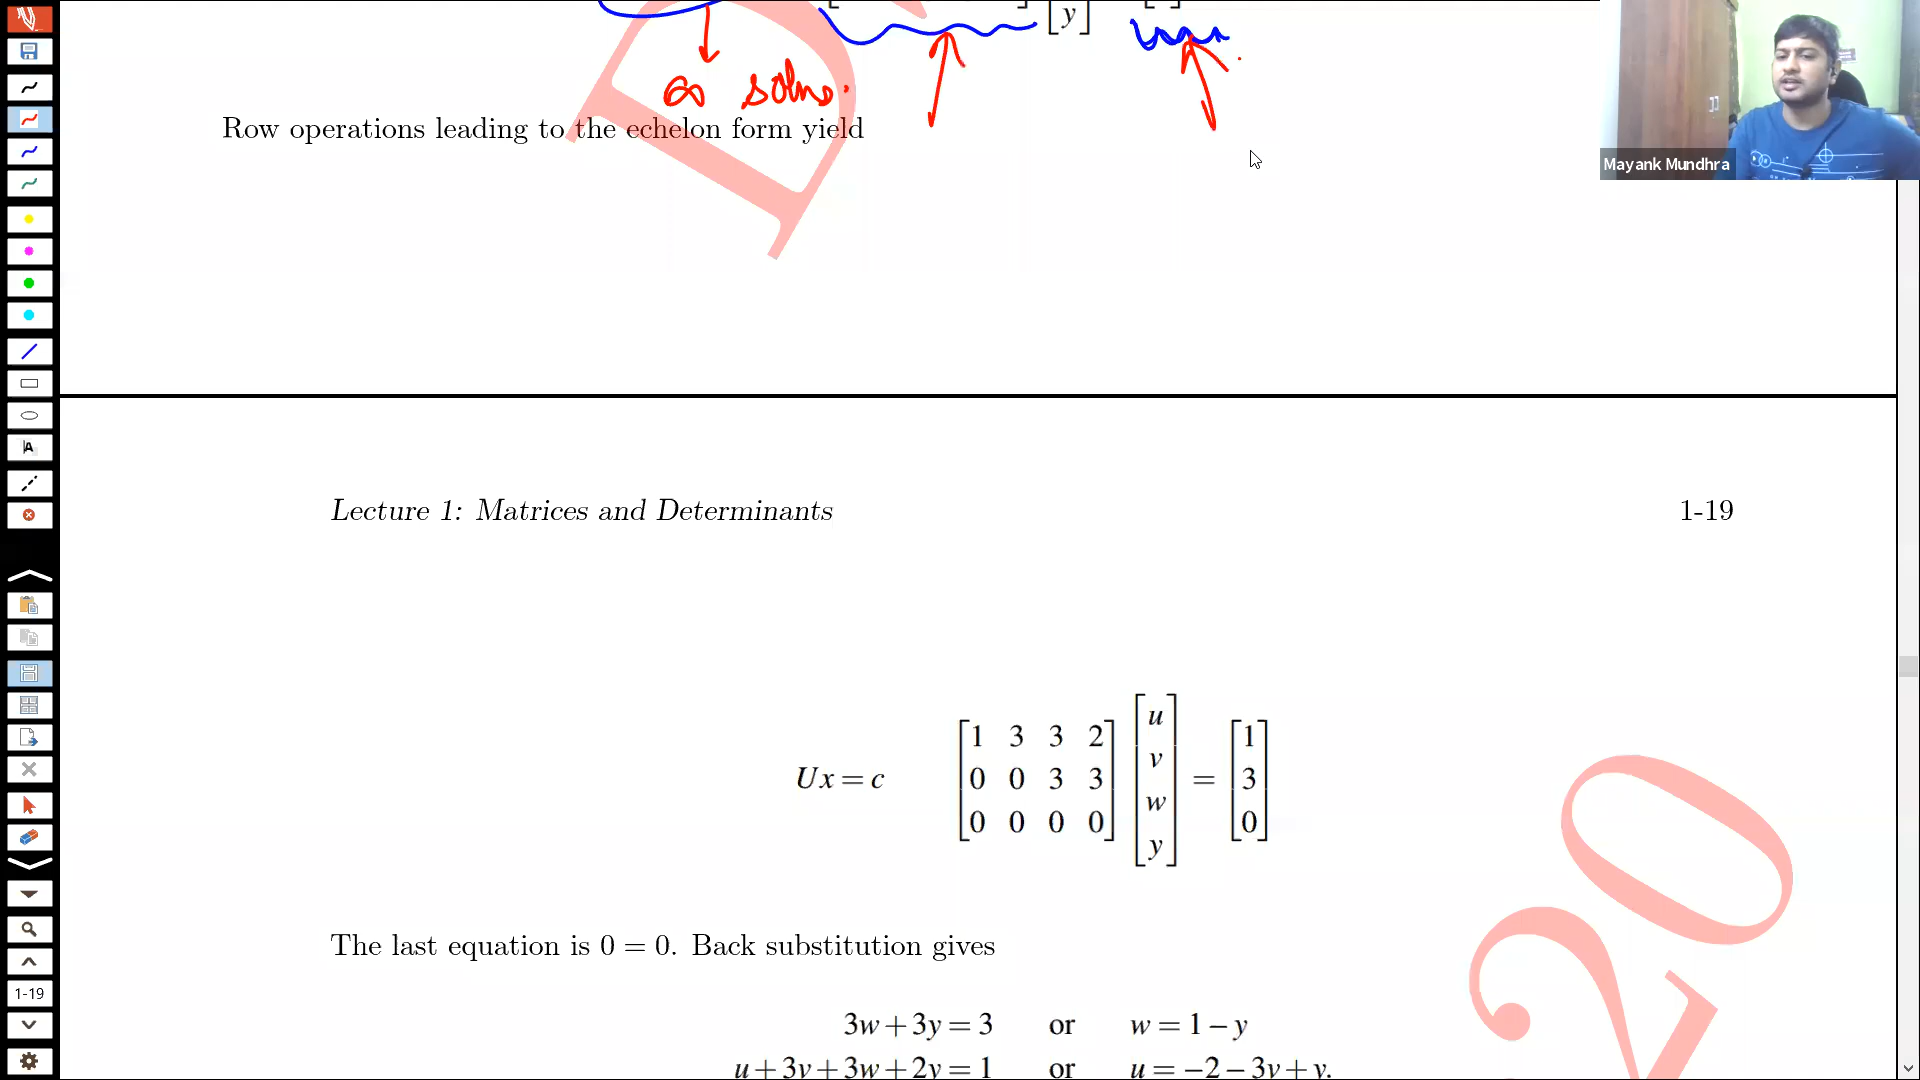 [ y ]
∞ solns.
Row operations leading to the echelon form yield
Mayank Mundhra
Lecture 1: Matrices and Determinants 1-19
Ux = c [1 3 3 2; 0 0 3 3; 0 0 0 0] [u; v; w; y] = [1; 3; 0]
The last equation is 0 = 0. Back substitution gives
3w + 3y = 3 or w = 1 − y
u + 3v + 3w + 2y = 1 or u = −2 − 3v + y.
20
A
1-19